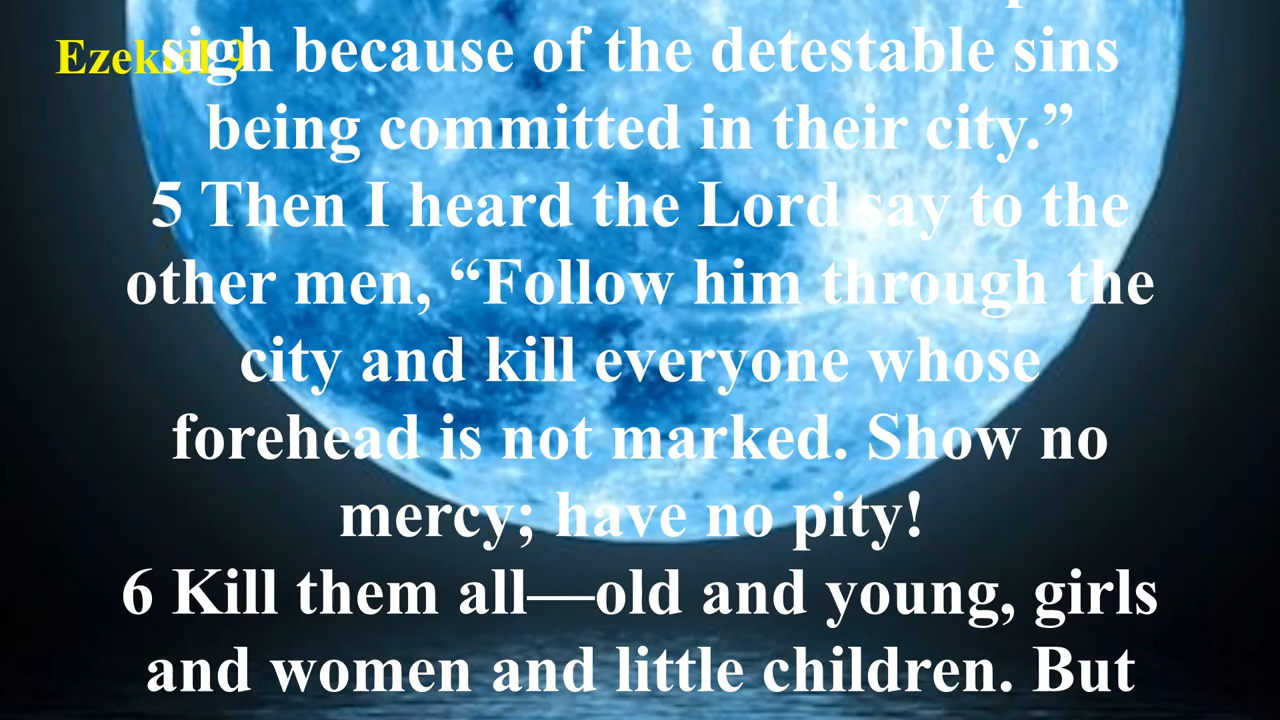 Ezekiel 9
sigh because of the detestable sins
being committed in their city.”
5 Then I heard the Lord say to the
other men, “Follow him through the
city and kill everyone whose
forehead is not marked. Show no
mercy; have no pity!
6 Kill them all—old and young, girls
and women and little children. But